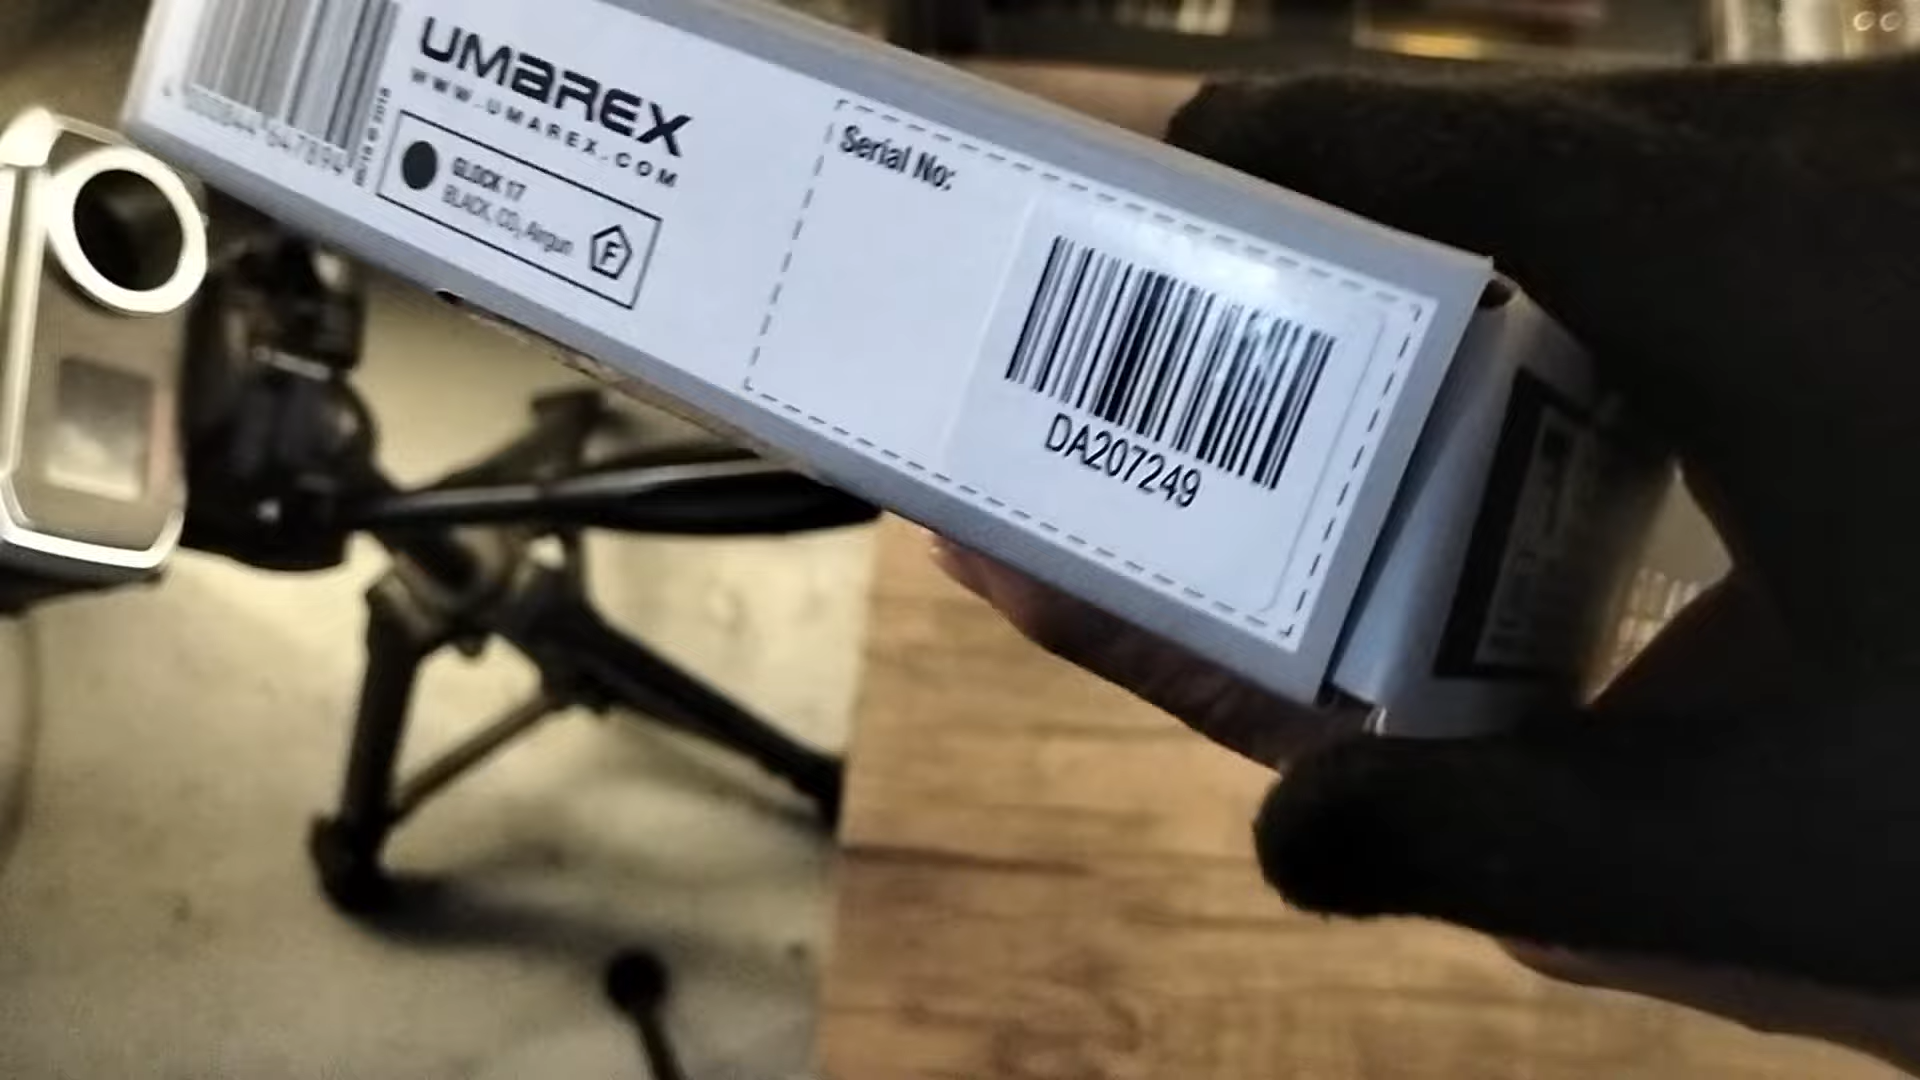 UMAREX
WWW.UMAREX.COM
GLOCK 17
BLACK, CO₂ Airgun
F
Serial No:
DA207249